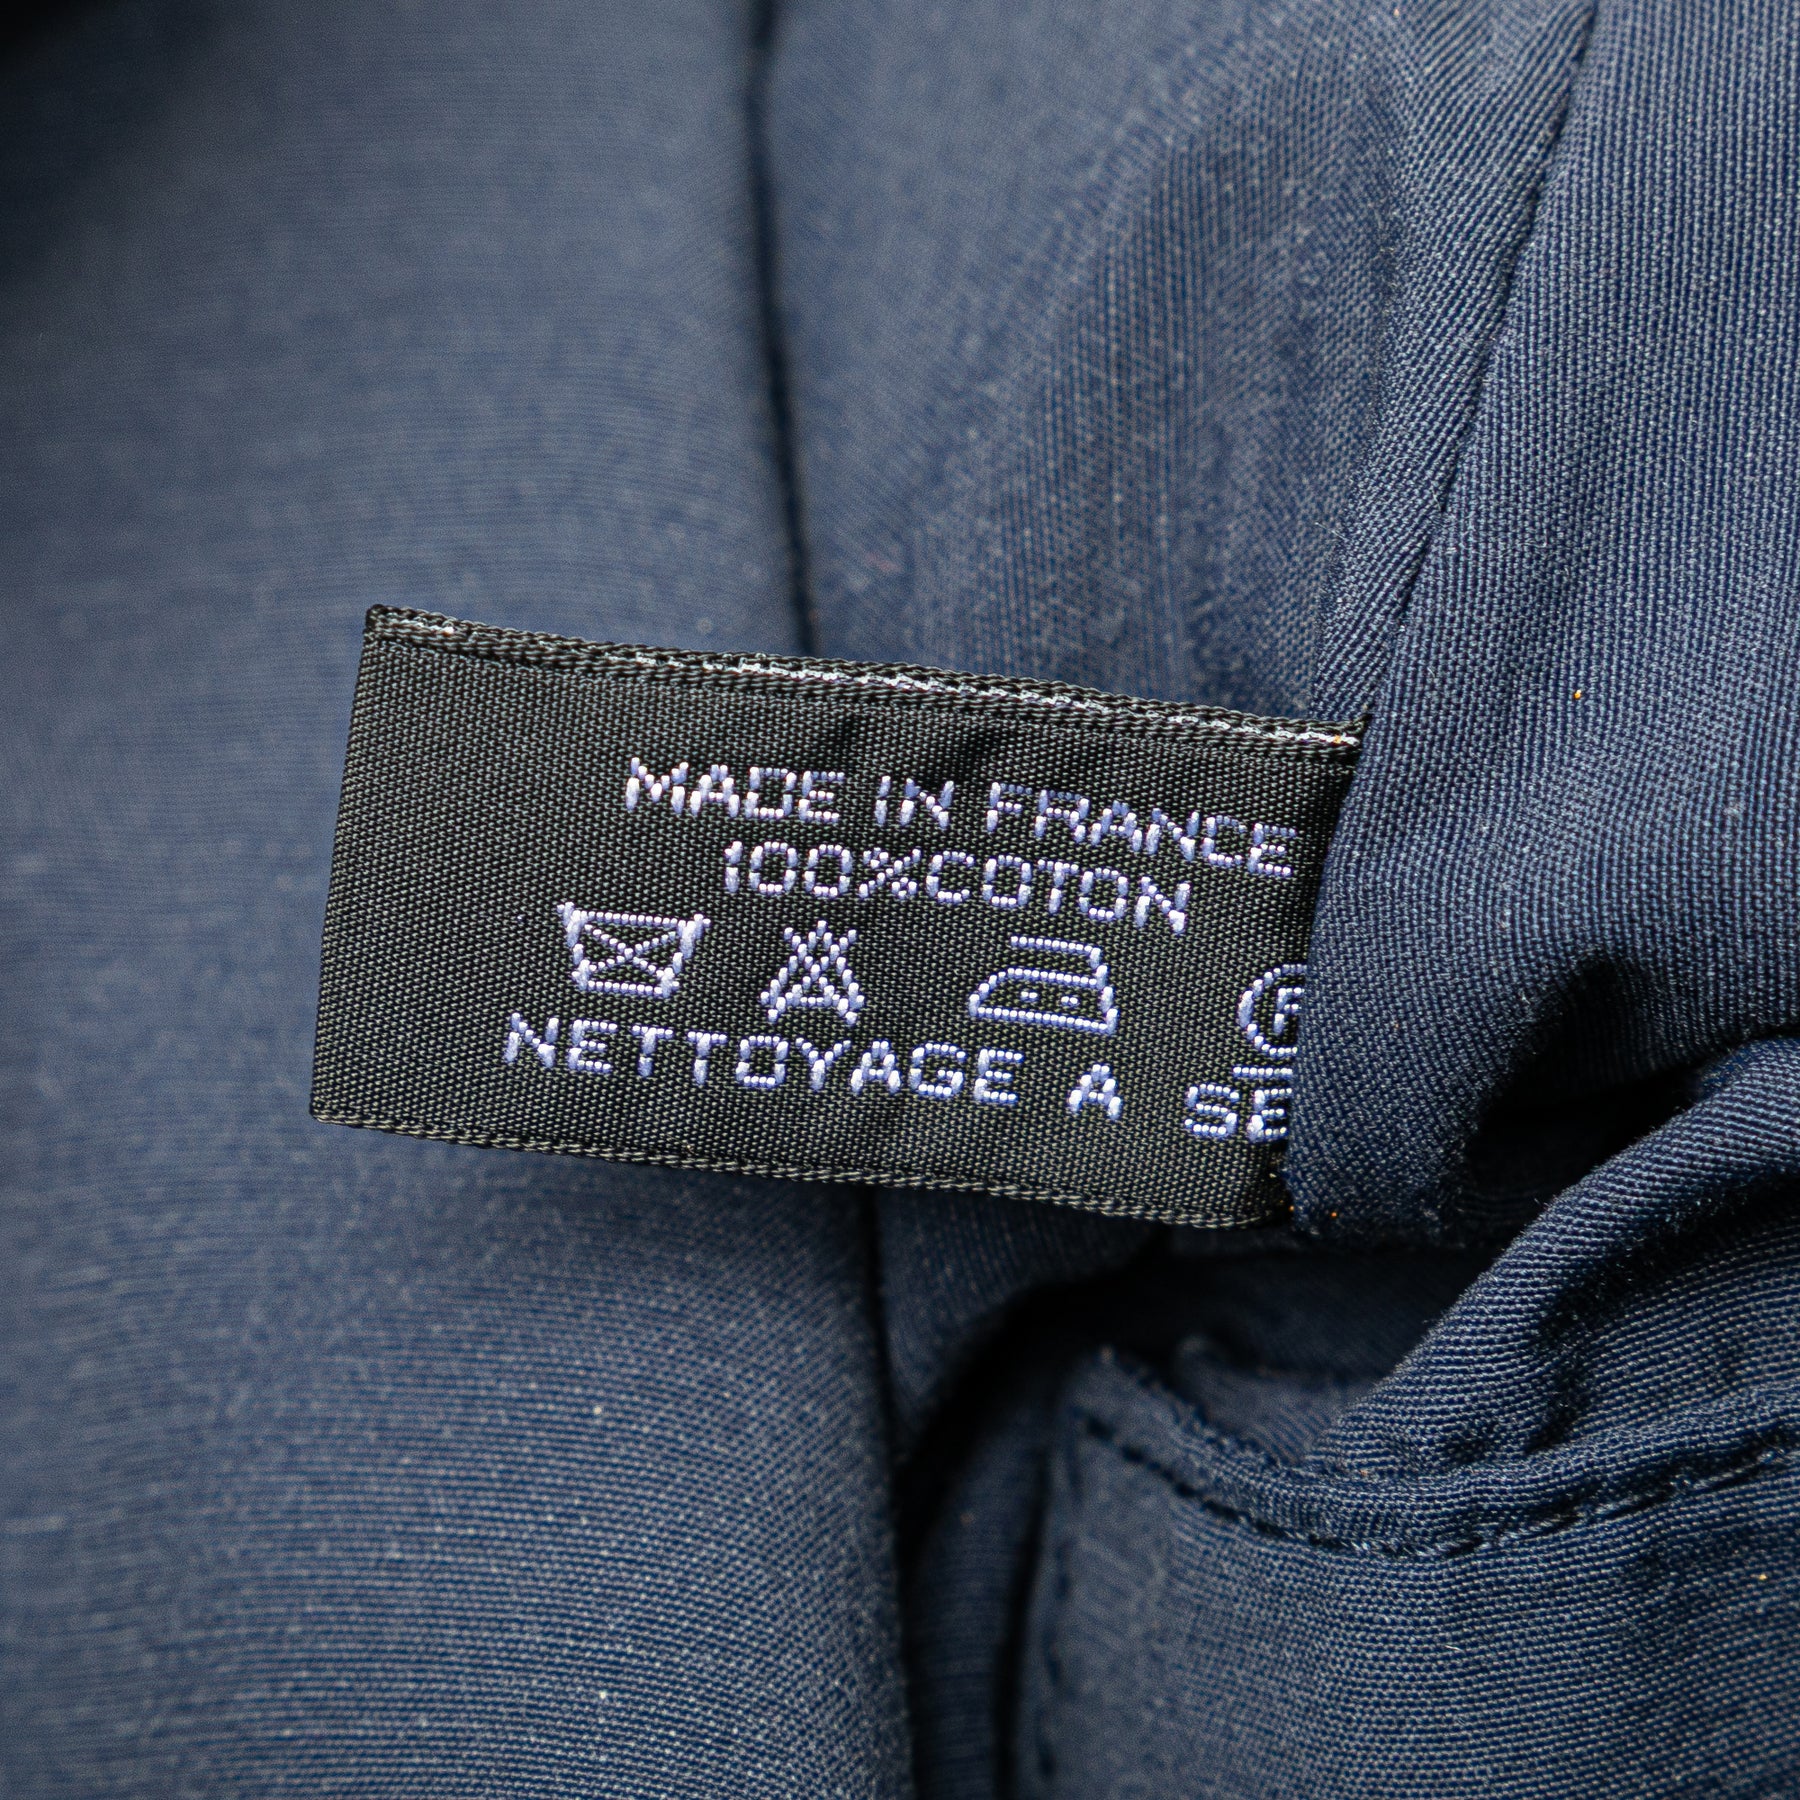 MADE IN FRANCE
100%COTON
P
NETTOYAGE A SE